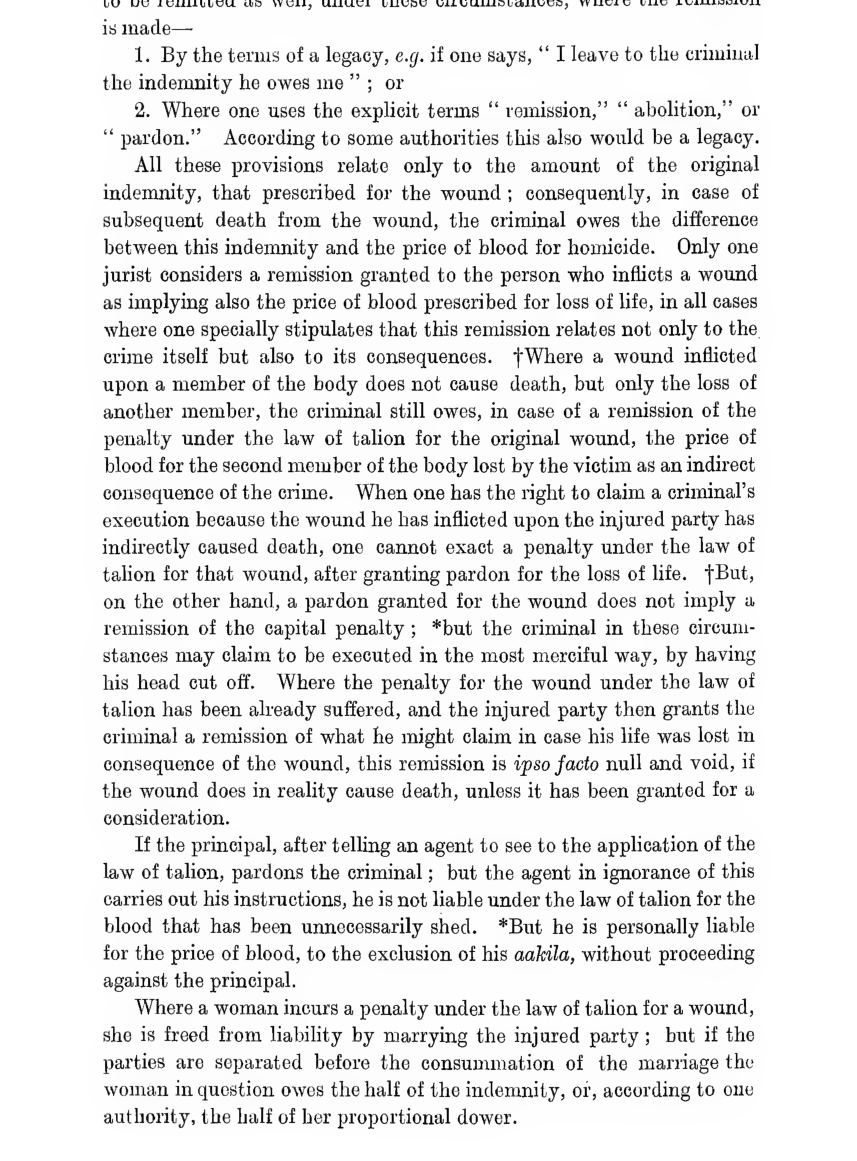 to be remitted as well, under these circumstances, where the remission
is made—
1. By the terms of a legacy, e.g. if one says, “ I leave to the criminal
the indemnity he owes me ” ; or
2. Where one uses the explicit terms “ remission,” “ abolition,” or
“ pardon.” According to some authorities this also would be a legacy.
All these provisions relate only to the amount of the original
indemnity, that prescribed for the wound ; consequently, in case of
subsequent death from the wound, the criminal owes the difference
between this indemnity and the price of blood for homicide. Only one
jurist considers a remission granted to the person who inflicts a wound
as implying also the price of blood prescribed for loss of life, in all cases
where one specially stipulates that this remission relates not only to the
crime itself but also to its consequences. †Where a wound inflicted
upon a member of the body does not cause death, but only the loss of
another member, the criminal still owes, in case of a remission of the
penalty under the law of talion for the original wound, the price of
blood for the second member of the body lost by the victim as an indirect
consequence of the crime. When one has the right to claim a criminal’s
execution because the wound he has inflicted upon the injured party has
indirectly caused death, one cannot exact a penalty under the law of
talion for that wound, after granting pardon for the loss of life. †But,
on the other hand, a pardon granted for the wound does not imply a
remission of the capital penalty ; *but the criminal in these circum-
stances may claim to be executed in the most merciful way, by having
his head cut off. Where the penalty for the wound under the law of
talion has been already suffered, and the injured party then grants the
criminal a remission of what he might claim in case his life was lost in
consequence of the wound, this remission is ipso facto null and void, if
the wound does in reality cause death, unless it has been granted for a
consideration.
If the principal, after telling an agent to see to the application of the
law of talion, pardons the criminal ; but the agent in ignorance of this
carries out his instructions, he is not liable under the law of talion for the
blood that has been unnecessarily shed. *But he is personally liable
for the price of blood, to the exclusion of his aakila, without proceeding
against the principal.
Where a woman incurs a penalty under the law of talion for a wound,
she is freed from liability by marrying the injured party ; but if the
parties are separated before the consummation of the marriage the
woman in question owes the half of the indemnity, or, according to one
authority, the half of her proportional dower.